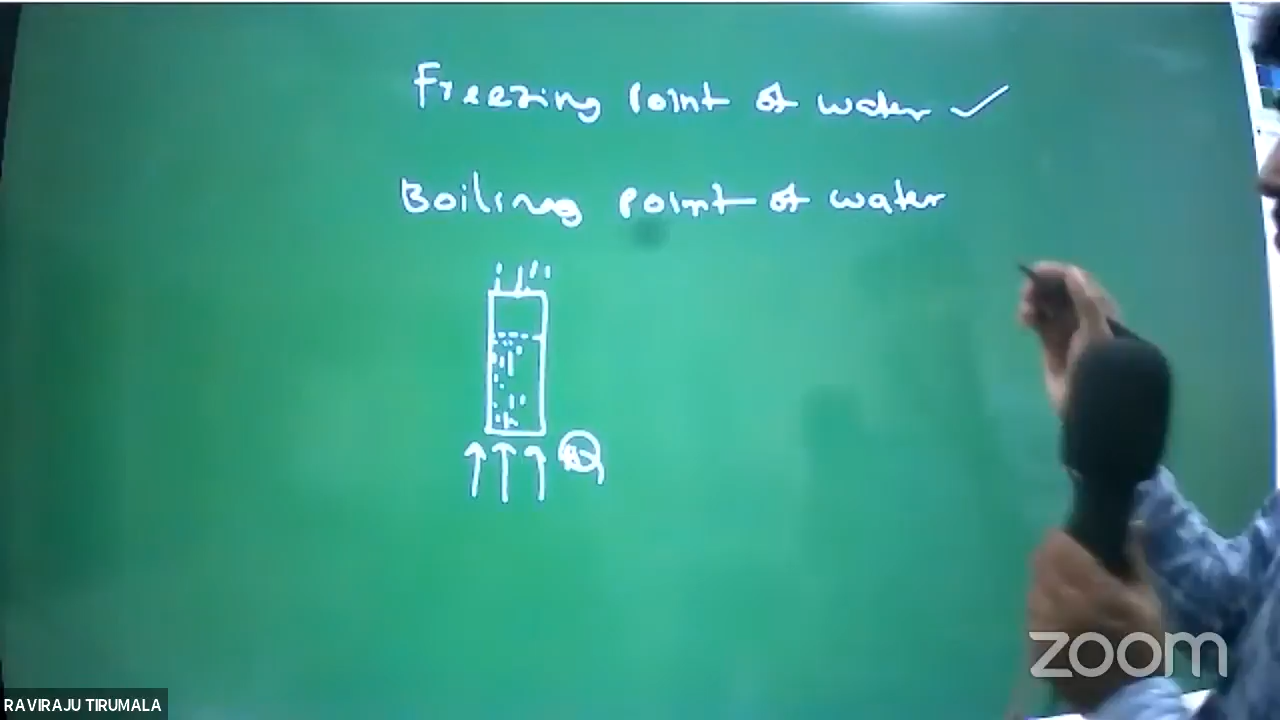 Freezing point of water ✓
Boiling point of water
RAVIRAJU TIRUMALA
zoom